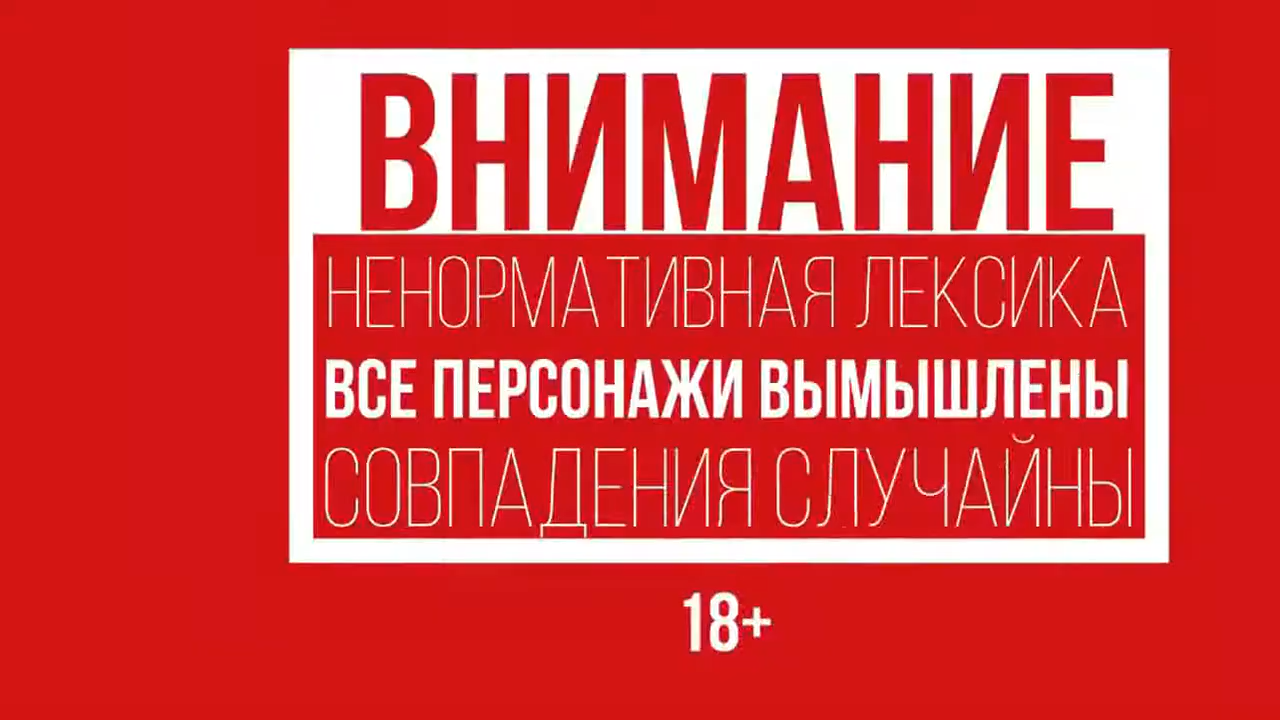 ВНИМАНИЕ
НЕНОРМАТИВНАЯ ЛЕКСИКА
ВСЕ ПЕРСОНАЖИ ВЫМЫШЛЕНЫ
СОВПАДЕНИЯ СЛУЧАЙНЫ
18+